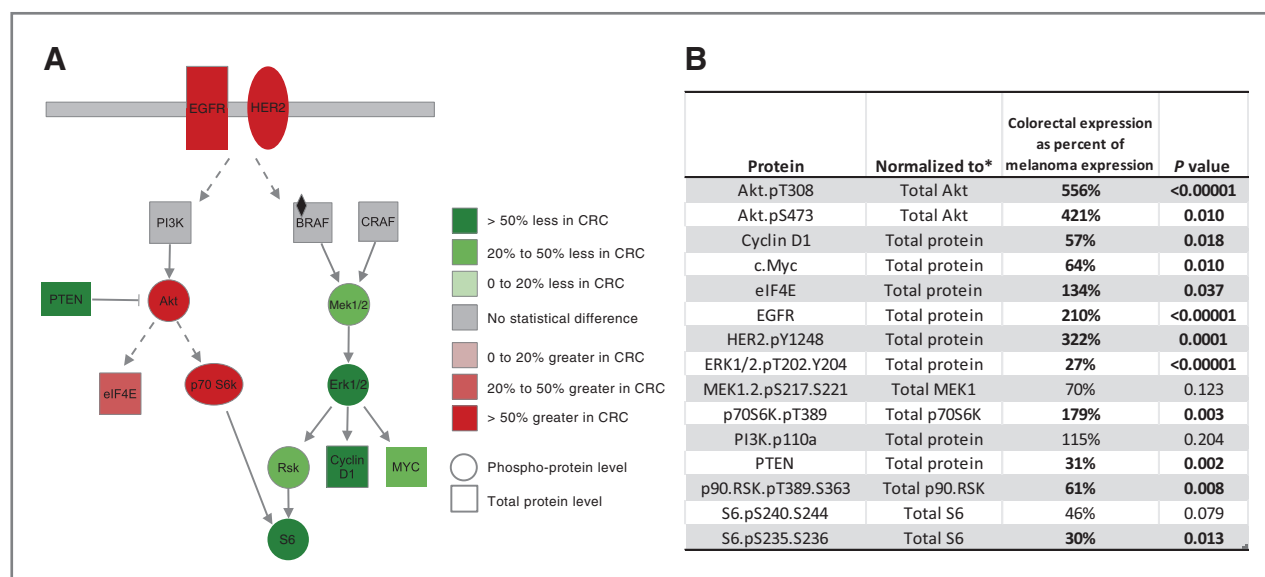 A
EGFR HER2
PI3K BRAF CRAF
PTEN Akt Mek1/2
eIF4E p70 S6k Erk1/2
Rsk Cyclin D1 MYC
S6
> 50% less in CRC
20% to 50% less in CRC
0 to 20% less in CRC
No statistical difference
0 to 20% greater in CRC
20% to 50% greater in CRC
> 50% greater in CRC
Phospho-protein level
Total protein level
B
Protein Normalized to* Colorectal expression as percent of melanoma expression P value
Akt.pT308 Total Akt 556% <0.00001
Akt.pS473 Total Akt 421% 0.010
Cyclin D1 Total protein 57% 0.018
c.Myc Total protein 64% 0.010
eIF4E Total protein 134% 0.037
EGFR Total protein 210% <0.00001
HER2.pY1248 Total protein 322% 0.0001
ERK1/2.pT202.Y204 Total protein 27% <0.00001
MEK1.2.pS217.S221 Total MEK1 70% 0.123
p70S6K.pT389 Total p70S6K 179% 0.003
PI3K.p110a Total protein 115% 0.204
PTEN Total protein 31% 0.002
p90.RSK.pT389.S363 Total p90.RSK 61% 0.008
S6.pS240.S244 Total S6 46% 0.079
S6.pS235.S236 Total S6 30% 0.013